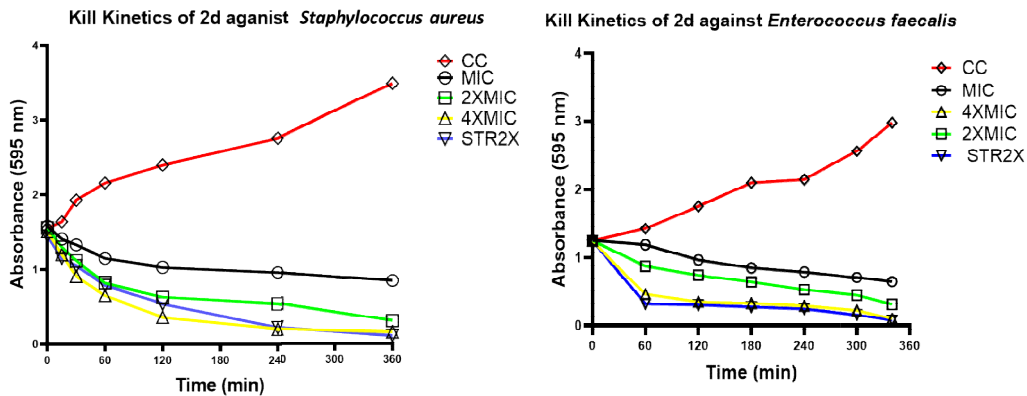 Kill Kinetics of 2d aganist Staphylococcus aureus
4
3
2
1
0
0
60
120
180
240
300
360
Absorbance (595 nm)
Time (min)
CC
MIC
2XMIC
4XMIC
STR2X
Kill Kinetics of 2d against Enterococcus faecalis
4
3
2
1
0
0
60
120
180
240
300
360
Absorbance (595 nm)
Time (min)
CC
MIC
4XMIC
2XMIC
STR2X